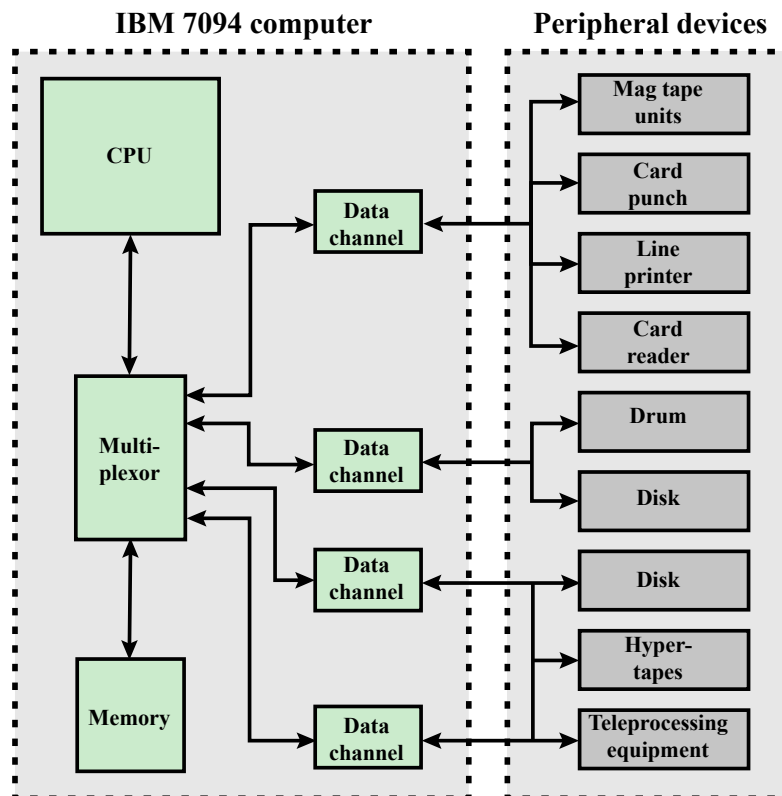 IBM 7094 computer
Peripheral devices
CPU
Multi-
plexor
Memory
Data
channel
Data
channel
Data
channel
Data
channel
Mag tape
units
Card
punch
Line
printer
Card
reader
Drum
Disk
Disk
Hyper-
tapes
Teleprocessing
equipment